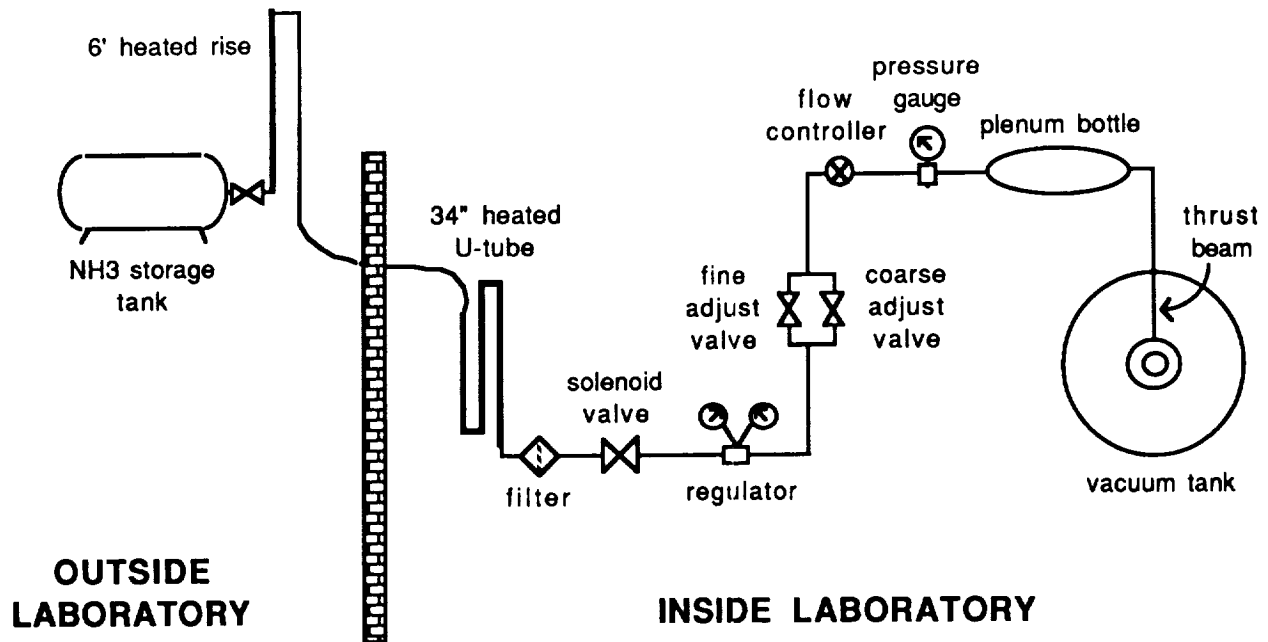 6' heated rise
NH3 storage
tank
34" heated
U-tube
filter
solenoid
valve
regulator
fine
adjust
valve
coarse
adjust
valve
flow
controller
pressure
gauge
plenum bottle
thrust
beam
vacuum tank
OUTSIDE
LABORATORY
INSIDE LABORATORY